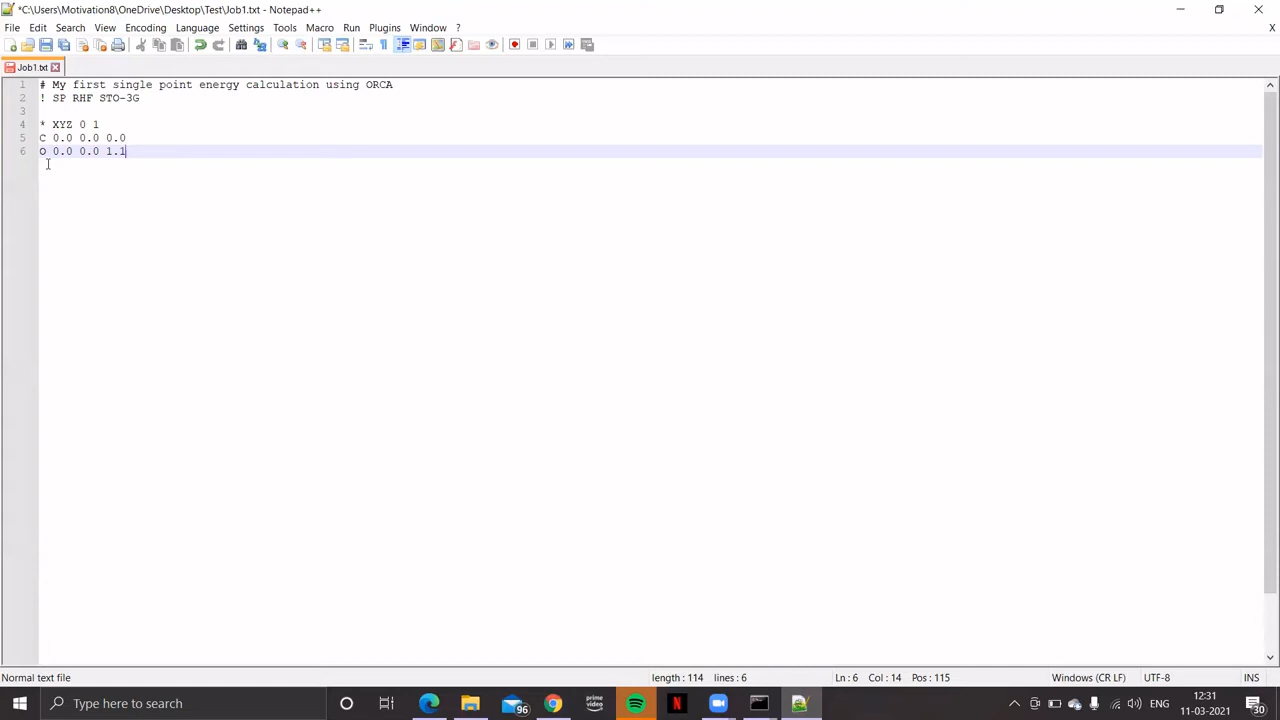 *C:\Users\Motivation8\OneDrive\Desktop\Test\Job1.txt - Notepad++
File Edit Search View Encoding Language Settings Tools Macro Run Plugins Window ?
Job1.txt
1 # My first single point energy calculation using ORCA
2 ! SP RHF STO-3G
3
4 * XYZ 0 1
5 C 0.0 0.0 0.0
6 O 0.0 0.0 1.1
Normal text file length : 114 lines : 6 Ln : 6 Col : 14 Pos : 115 Windows (CR LF) UTF-8 INS
Type here to search 96 prime video N ENG 12:31 11-03-2021 30